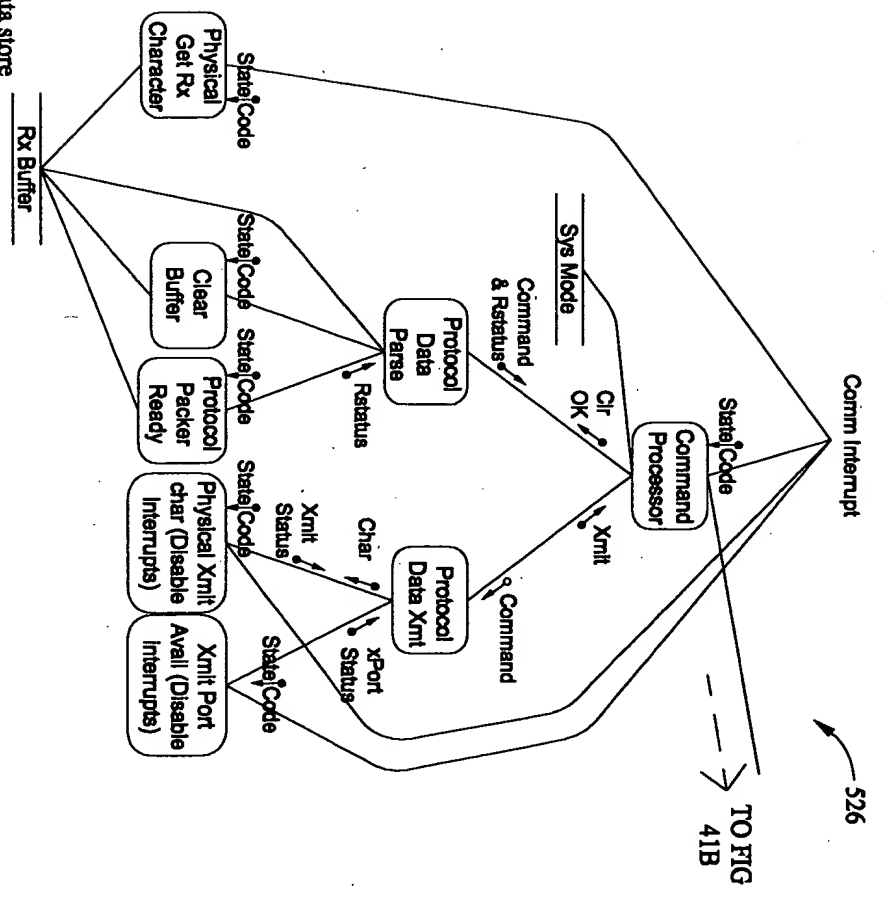 526
Comm Interrupt
TO FIG
41B
State Code
Command
Processor
Clr
OK
Xmit
Sys Mode
Command
& Rstatus
Command
Protocol
Data
Parse
Protocol
Data Xmt
Rstatus
Char
Xmit
Status
xPort
Status
State Code
State Code
State Code
State Code
State Code
Physical
Get Rx
Character
Clear
Buffer
Protocol
Packer
Ready
Physical Xmit
char (Disable
Interrupts)
Xmit Port
Avail (Disable
Interrupts)
Rx Buffer
ata store